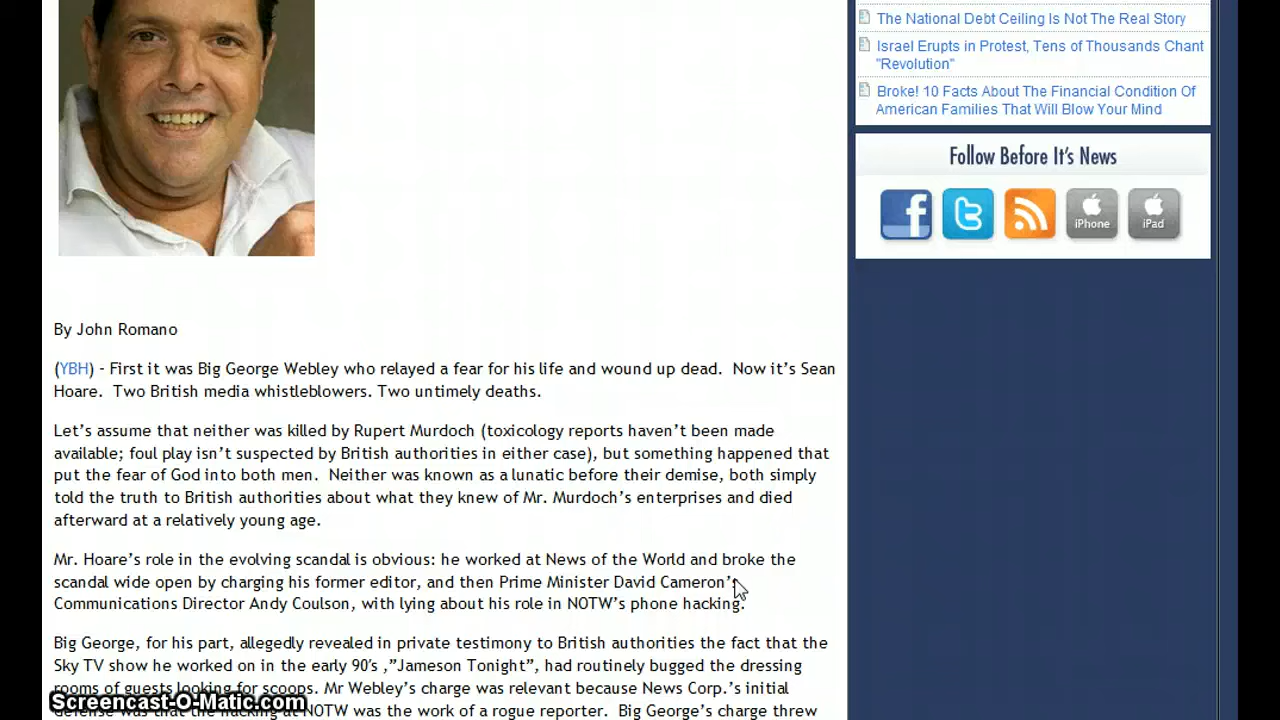 The National Debt Ceiling Is Not The Real Story
Israel Erupts in Protest, Tens of Thousands Chant
"Revolution"
Broke! 10 Facts About The Financial Condition Of
American Families That Will Blow Your Mind
Follow Before It's News
iPhone
iPad
By John Romano
(YBH) - First it was Big George Webley who relayed a fear for his life and wound up dead.  Now it's Sean
Hoare.  Two British media whistleblowers. Two untimely deaths.
Let's assume that neither was killed by Rupert Murdoch (toxicology reports haven't been made
available; foul play isn't suspected by British authorities in either case), but something happened that
put the fear of God into both men.  Neither was known as a lunatic before their demise, both simply
told the truth to British authorities about what they knew of Mr. Murdoch's enterprises and died
afterward at a relatively young age.
Mr. Hoare's role in the evolving scandal is obvious: he worked at News of the World and broke the
scandal wide open by charging his former editor, and then Prime Minister David Cameron's
Communications Director Andy Coulson, with lying about his role in NOTW's phone hacking.
Big George, for his part, allegedly revealed in private testimony to British authorities the fact that the
Sky TV show he worked on in the early 90's ,"Jameson Tonight", had routinely bugged the dressing
rooms of guests looking for scoops. Mr Webley's charge was relevant because News Corp.'s initial
defense was that the hacking at NOTW was the work of a rogue reporter.  Big George's charge threw
Screencast-O-Matic.com